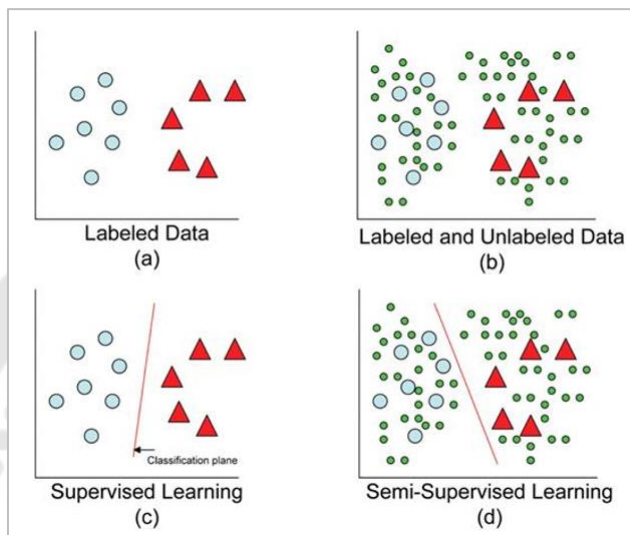 Labeled Data
(a)
Labeled and Unlabeled Data
(b)
Classification plane
Supervised Learning
(c)
Semi-Supervised Learning
(d)